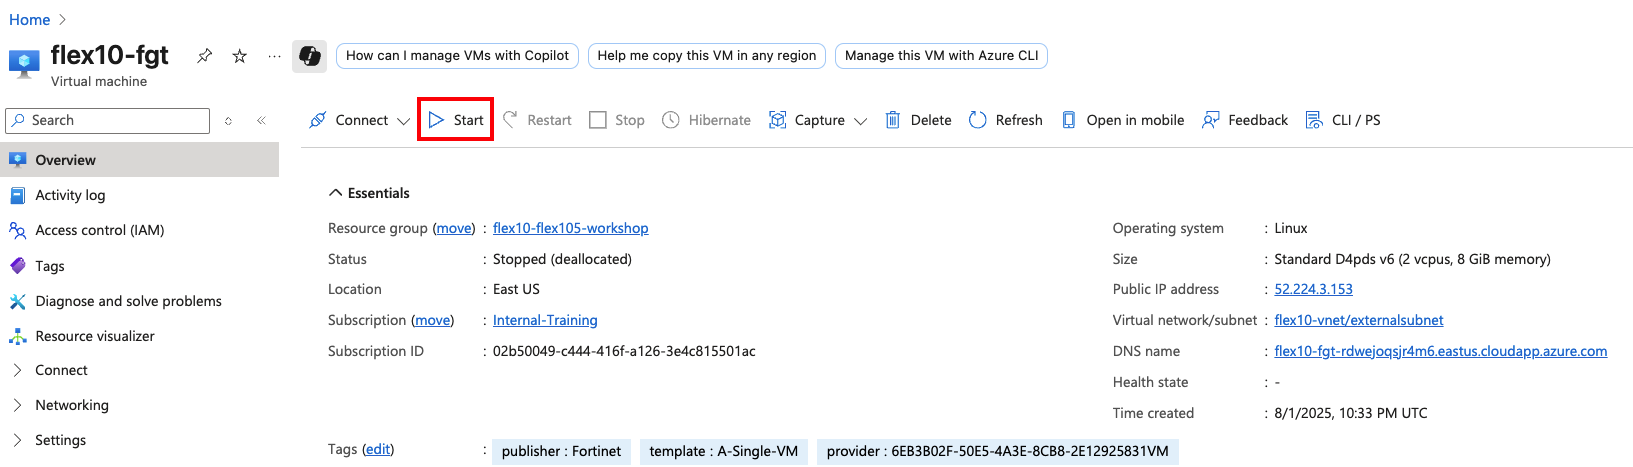 Home
flex10-fgt
Virtual machine
How can I manage VMs with Copilot
Help me copy this VM in any region
Manage this VM with Azure CLI
Search
Connect
Start
Restart
Stop
Hibernate
Capture
Delete
Refresh
Open in mobile
Feedback
CLI / PS
Overview
Activity log
Access control (IAM)
Tags
Diagnose and solve problems
Resource visualizer
Connect
Networking
Settings
Essentials
Resource group (move) : flex10-flex105-workshop
Status : Stopped (deallocated)
Location : East US
Subscription (move) : Internal-Training
Subscription ID : 02b50049-c444-416f-a126-3e4c815501ac
Operating system : Linux
Size : Standard D4pds v6 (2 vcpus, 8 GiB memory)
Public IP address : 52.224.3.153
Virtual network/subnet : flex10-vnet/externalsubnet
DNS name : flex10-fgt-rdwejoqsjr4m6.eastus.cloudapp.azure.com
Health state : -
Time created : 8/1/2025, 10:33 PM UTC
Tags (edit) : publisher : Fortinet template : A-Single-VM provider : 6EB3B02F-50E5-4A3E-8CB8-2E12925831VM